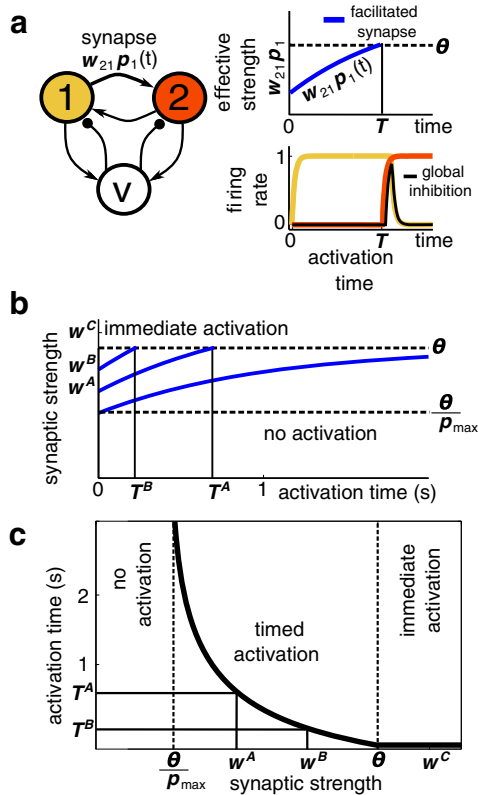 a
synapse
w21p1(t)
1
2
v
effective
strength
w21p1
facilitated
synapse
θ
w21p1(t)
0
T
time
firing
rate
1
0
global
inhibition
0
T
time
activation
time
b
synaptic strength
wC
immediate activation
θ
wB
wA
θ
pmax
no activation
0
TB
TA
1
activation time (s)
c
activation time (s)
no
activation
timed
activation
immediate
activation
2
1
TA
TB
θ
pmax
wA
wB
θ
wC
synaptic strength